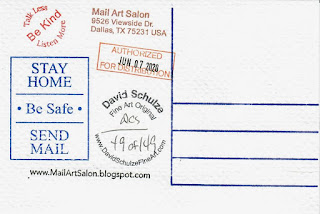 Talk Less
Be Kind
Listen More
Mail Art Salon
9526 Viewside Dr.
Dallas, TX 75231 USA
AUTHORIZED
JUN 07 2020
FOR DISTRIBUTION
STAY
HOME
• Be Safe •
SEND
MAiL
David Schulze
Fine Art Original
49 of 149
www.DavidSchulzeFineArt.com
www.MailArtSalon.blogspot.com